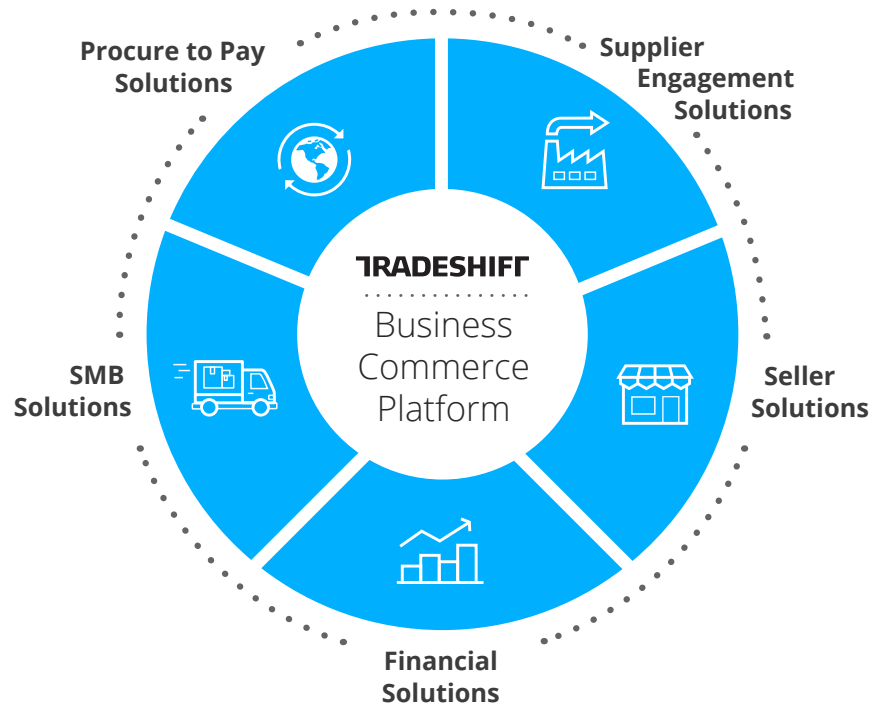 Procure to Pay
Solutions
Supplier
Engagement
Solutions
TRADESHIFT
Business
Commerce
Platform
SMB
Solutions
Seller
Solutions
Financial
Solutions